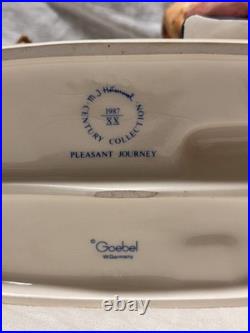 M.J. Hummel
1987
XX
CENTURY COLLECTION
PLEASANT JOURNEY
©Goebel
W.Germany